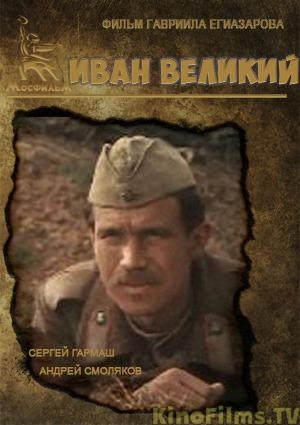 ФИЛЬМ ГАВРИИЛА ЕГИАЗАРОВА
ИВАН ВЕЛИКИЙ
МОСФИЛЬМ
СЕРГЕЙ ГАРМАШ
АНДРЕЙ СМОЛЯКОВ
KinoFilms.TV